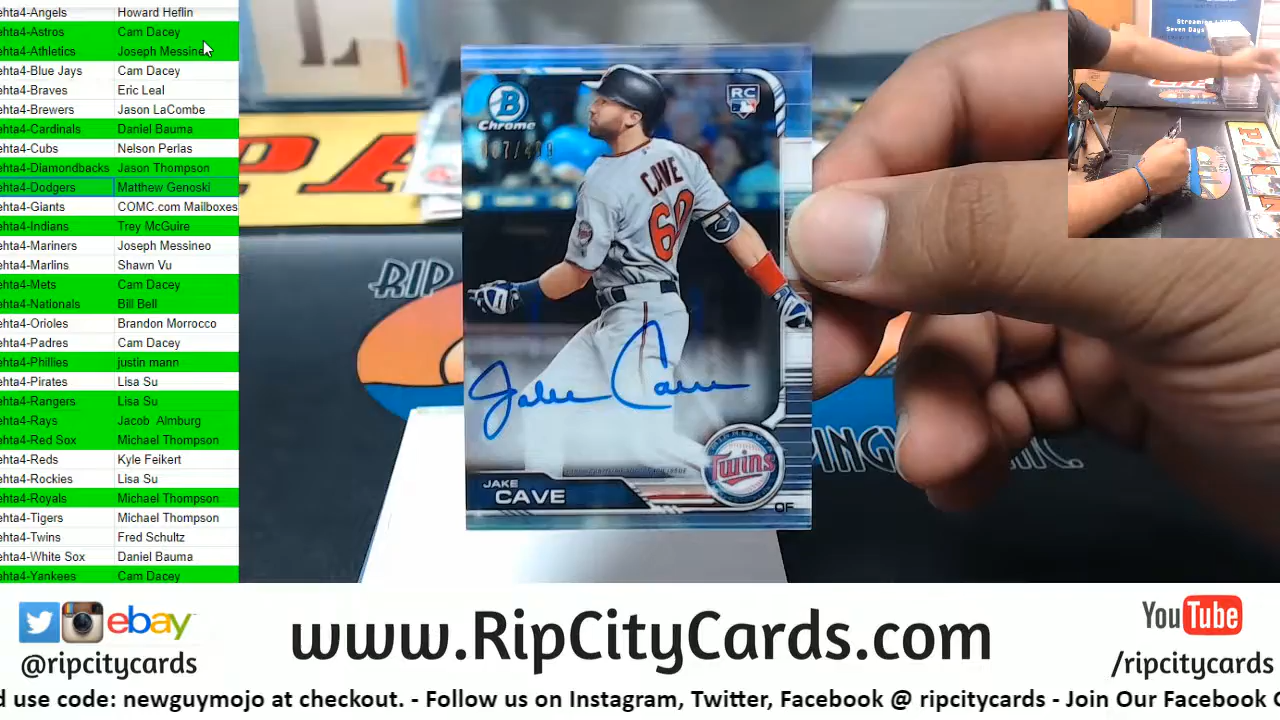 ehta4-Angels Howard Heflin
ehta4-Astros Cam Dacey
ehta4-Athletics Joseph Messineo
ehta4-Blue Jays Cam Dacey
ehta4-Braves Eric Leal
ehta4-Brewers Jason LaCombe
ehta4-Cardinals Daniel Bauma
ehta4-Cubs Nelson Perlas
ehta4-Diamondbacks Jason Thompson
ehta4-Dodgers Matthew Genoski
ehta4-Giants COMC.com Mailboxes
ehta4-Indians Trey McGuire
ehta4-Mariners Joseph Messineo
ehta4-Marlins Shawn Vu
ehta4-Mets Cam Dacey
ehta4-Nationals Bill Bell
ehta4-Orioles Brandon Morrocco
ehta4-Padres Cam Dacey
ehta4-Phillies justin mann
ehta4-Pirates Lisa Su
ehta4-Rangers Lisa Su
ehta4-Rays Jacob Almburg
ehta4-Red Sox Michael Thompson
ehta4-Reds Kyle Feikert
ehta4-Rockies Lisa Su
ehta4-Royals Michael Thompson
ehta4-Tigers Michael Thompson
ehta4-Twins Fred Schultz
ehta4-White Sox Daniel Bauma
ehta4-Yankees Cam Dacey
B
Chrome
RC
CAVE
60
Jake Cave
MINNESOTA
Twins
JAKE
CAVE
OF
RIP
Streaming LIVE
Seven Days
ebay
@ripcitycards
www.RipCityCards.com
YouTube
/ripcitycards
d use code: newguymojo at checkout. - Follow us on Instagram, Twitter, Facebook @ ripcitycards - Join Our Facebook